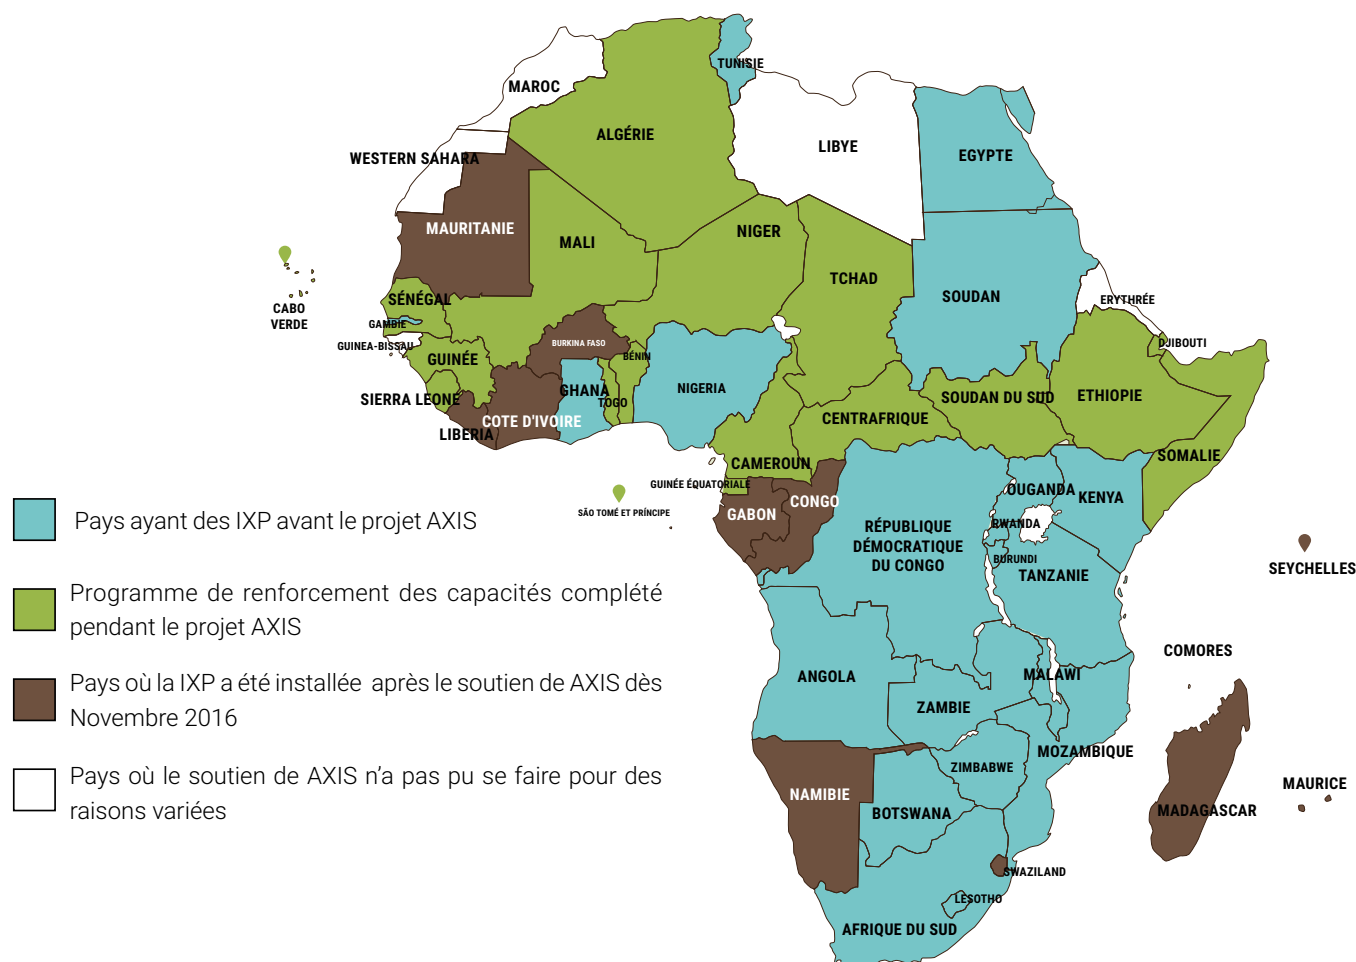 TUNISIE
MAROC
ALGÉRIE
LIBYE
EGYPTE
WESTERN SAHARA
MAURITANIE
MALI
NIGER
TCHAD
SOUDAN
ERYTHRÉE
CABO
VERDE
SÉNÉGAL
GAMBIE
GUINEA-BISSAU
GUINÉE
BURKINA FASO
BÉNIN
DJIBOUTI
SIERRA LEONE
GHANA
TOGO
NIGERIA
SOUDAN DU SUD
ETHIOPIE
COTE D'IVOIRE
LIBERIA
CENTRAFRIQUE
CAMEROUN
SOMALIE
GUINÉE ÉQUATORIALE
SÃO TOMÉ ET PRÍNCIPE
GABON
CONGO
OUGANDA
KENYA
RÉPUBLIQUE
DÉMOCRATIQUE
DU CONGO
RWANDA
BURUNDI
TANZANIE
SEYCHELLES
COMORES
ANGOLA
MALAWI
ZAMBIE
MOZAMBIQUE
ZIMBABWE
NAMIBIE
BOTSWANA
MADAGASCAR
MAURICE
SWAZILAND
LESOTHO
AFRIQUE DU SUD
Pays ayant des IXP avant le projet AXIS
Programme de renforcement des capacités complété
pendant le projet AXIS
Pays où la IXP a été installée après le soutien de AXIS dès
Novembre 2016
Pays où le soutien de AXIS n'a pas pu se faire pour des
raisons variées